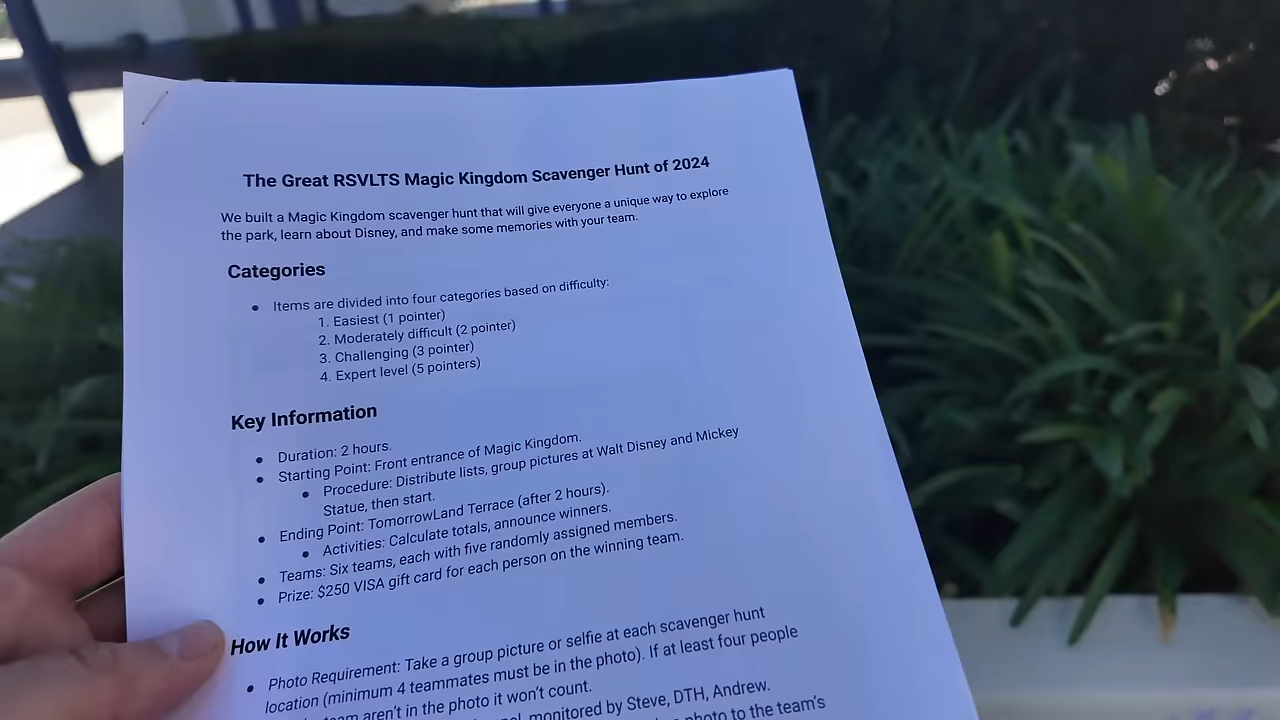 The Great RSVLTS Magic Kingdom Scavenger Hunt of 2024
We built a Magic Kingdom scavenger hunt that will give everyone a unique way to explore
the park, learn about Disney, and make some memories with your team.
Categories
• Items are divided into four categories based on difficulty:
1. Easiest (1 pointer)
2. Moderately difficult (2 pointer)
3. Challenging (3 pointer)
4. Expert level (5 pointers)
Key Information
• Duration: 2 hours.
• Starting Point: Front entrance of Magic Kingdom.
• Procedure: Distribute lists, group pictures at Walt Disney and Mickey
Statue, then start.
• Ending Point: TomorrowLand Terrace (after 2 hours).
• Activities: Calculate totals, announce winners.
• Teams: Six teams, each with five randomly assigned members.
• Prize: $250 VISA gift card for each person on the winning team.
How It Works
• Photo Requirement: Take a group picture or selfie at each scavenger hunt
location (minimum 4 teammates must be in the photo). If at least four people
team aren't in the photo it won't count.
monitored by Steve, DTH, Andrew.
photo to the team's